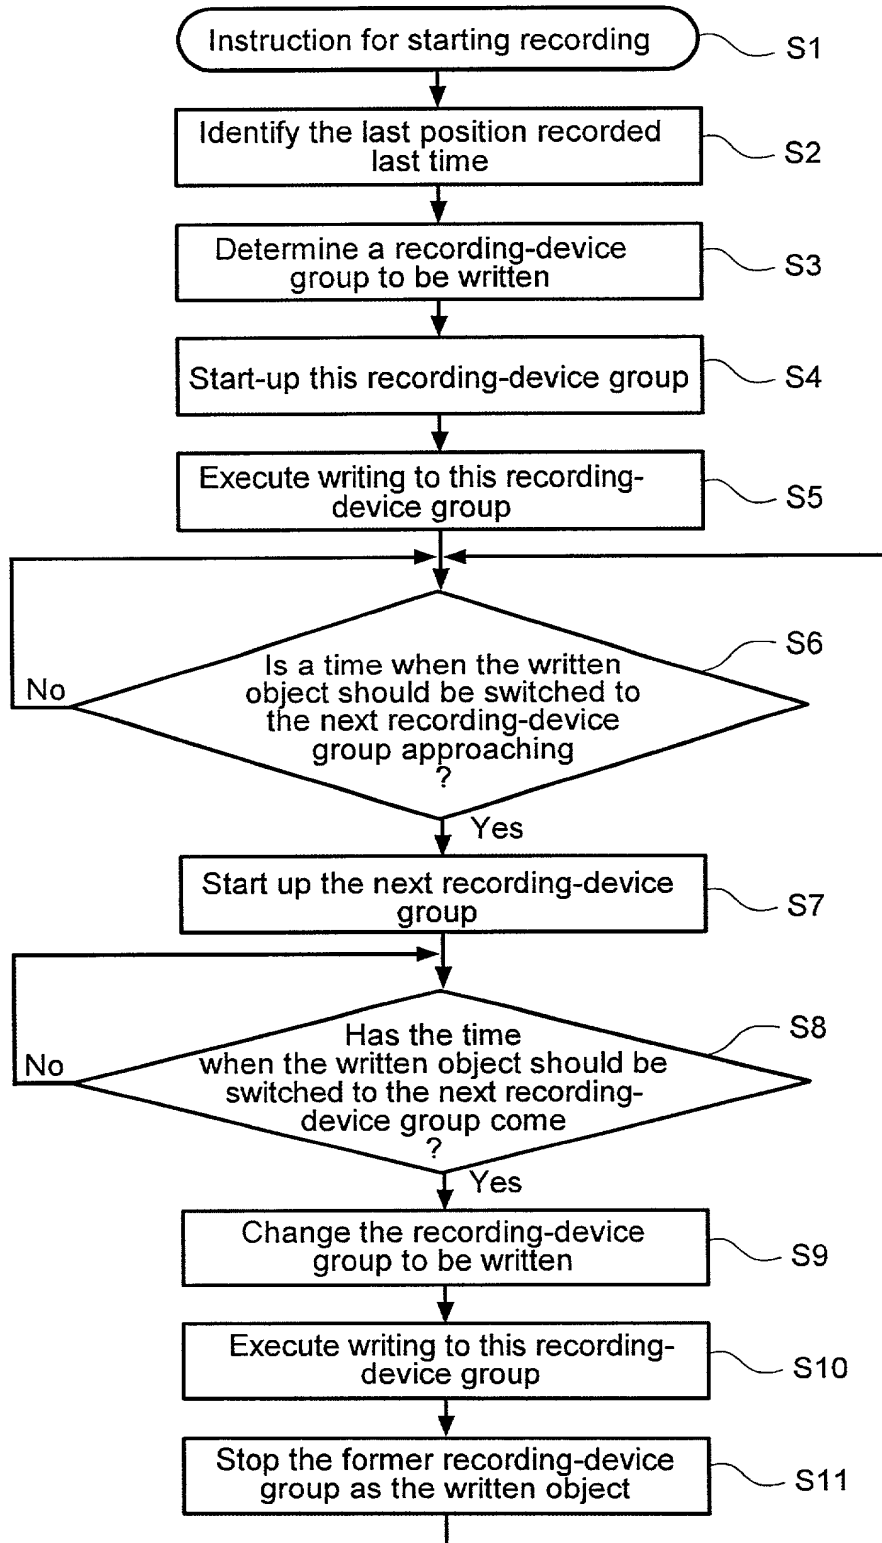 Instruction for starting recording
S1
Identify the last position recorded
last time
S2
Determine a recording-device
group to be written
S3
Start-up this recording-device group
S4
Execute writing to this recording-
device group
S5
S6
Is a time when the written
object should be switched to
the next recording-device
group approaching
?
No
Yes
Start up the next recording-device
group
S7
S8
Has the time
when the written object should be
switched to the next recording-
device group come
?
No
Yes
Change the recording-device
group to be written
S9
Execute writing to this recording-
device group
S10
Stop the former recording-device
group as the written object
S11